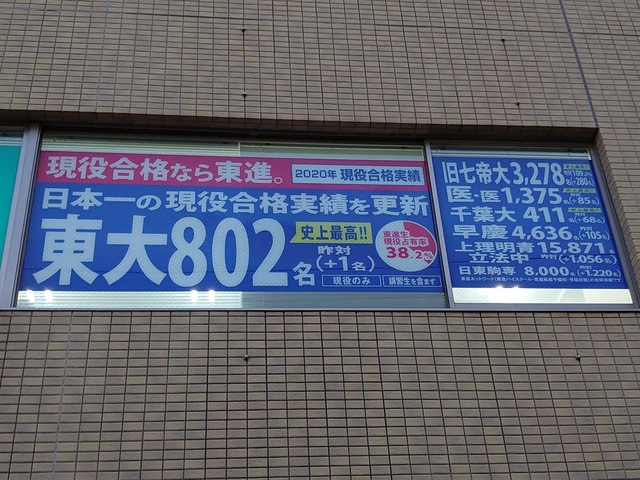 現役合格なら東進。
2020年 現役合格実績
日本一の現役合格実績を更新
東大802名
史上最高!!
昨対
(+1名)
現役のみ
講習生を含まず
東進生
現役占有率
38.2%
旧七帝大3,278名(+280名)
医・医1,375名(+85名)
千葉大 411名(+68名)
早慶 4,636名(+105名)
上理明青
立法中 15,871名(+1,056名)
日東駒専 8,000名(+1,220名)